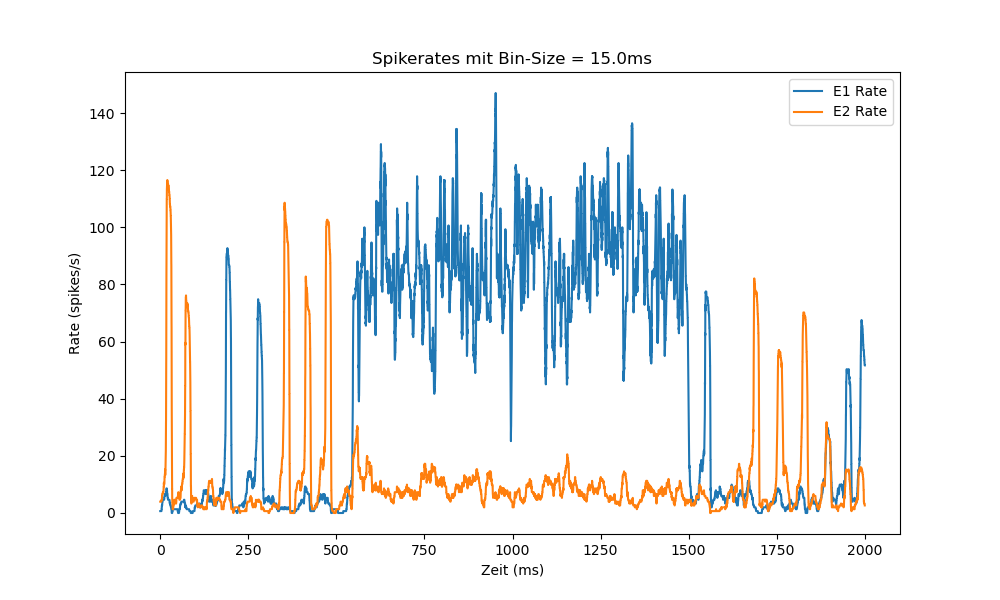 Spikerates mit Bin-Size = 15.0ms
E1 Rate
E2 Rate
140
120
100
80
60
40
20
0
Rate (spikes/s)
0 250 500 750 1000 1250 1500 1750 2000
Zeit (ms)